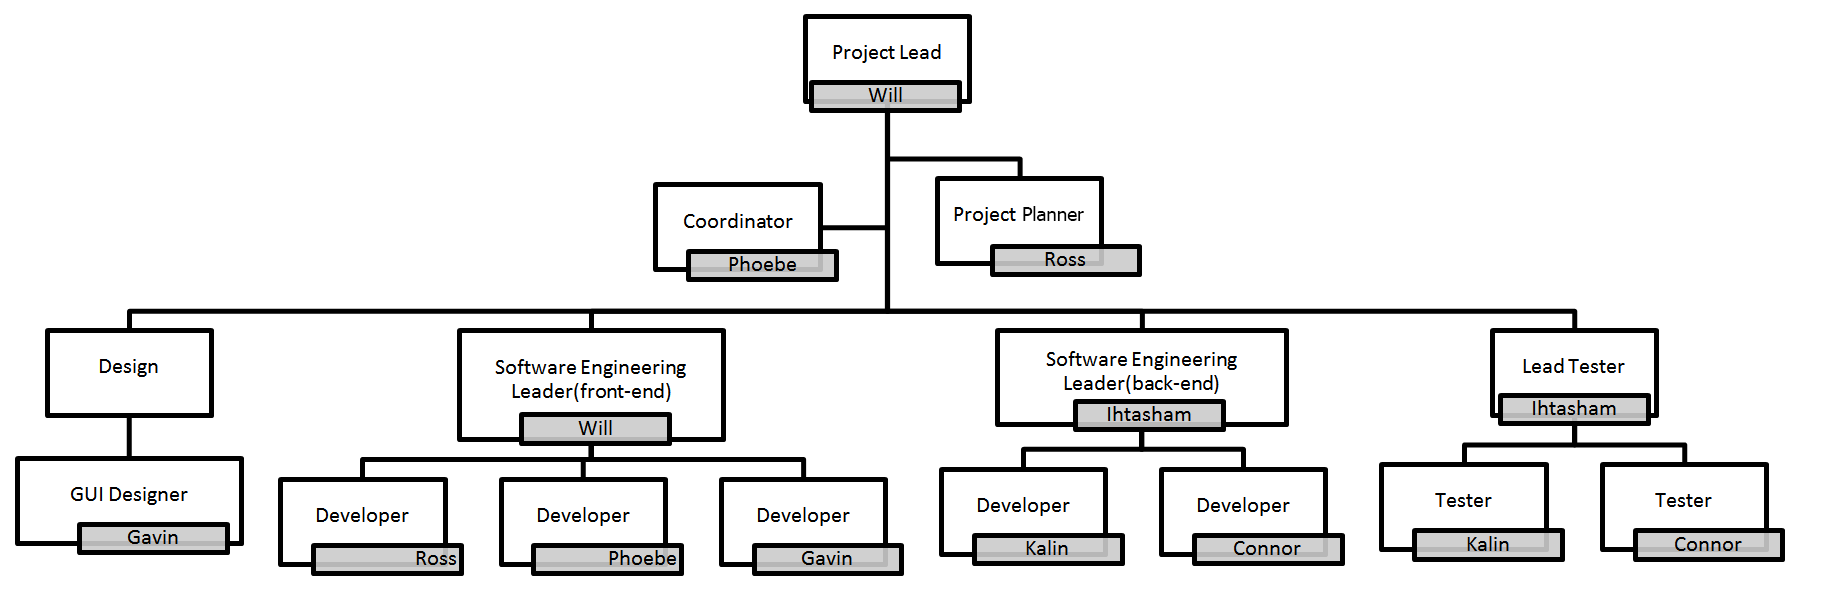 Project Lead
Will
Coordinator
Phoebe
Project Planner
Ross
Design
Software Engineering
Leader(front-end)
Will
Software Engineering
Leader(back-end)
Ihtasham
Lead Tester
Ihtasham
GUI Designer
Gavin
Developer
Ross
Developer
Phoebe
Developer
Gavin
Developer
Kalin
Developer
Connor
Tester
Kalin
Tester
Connor